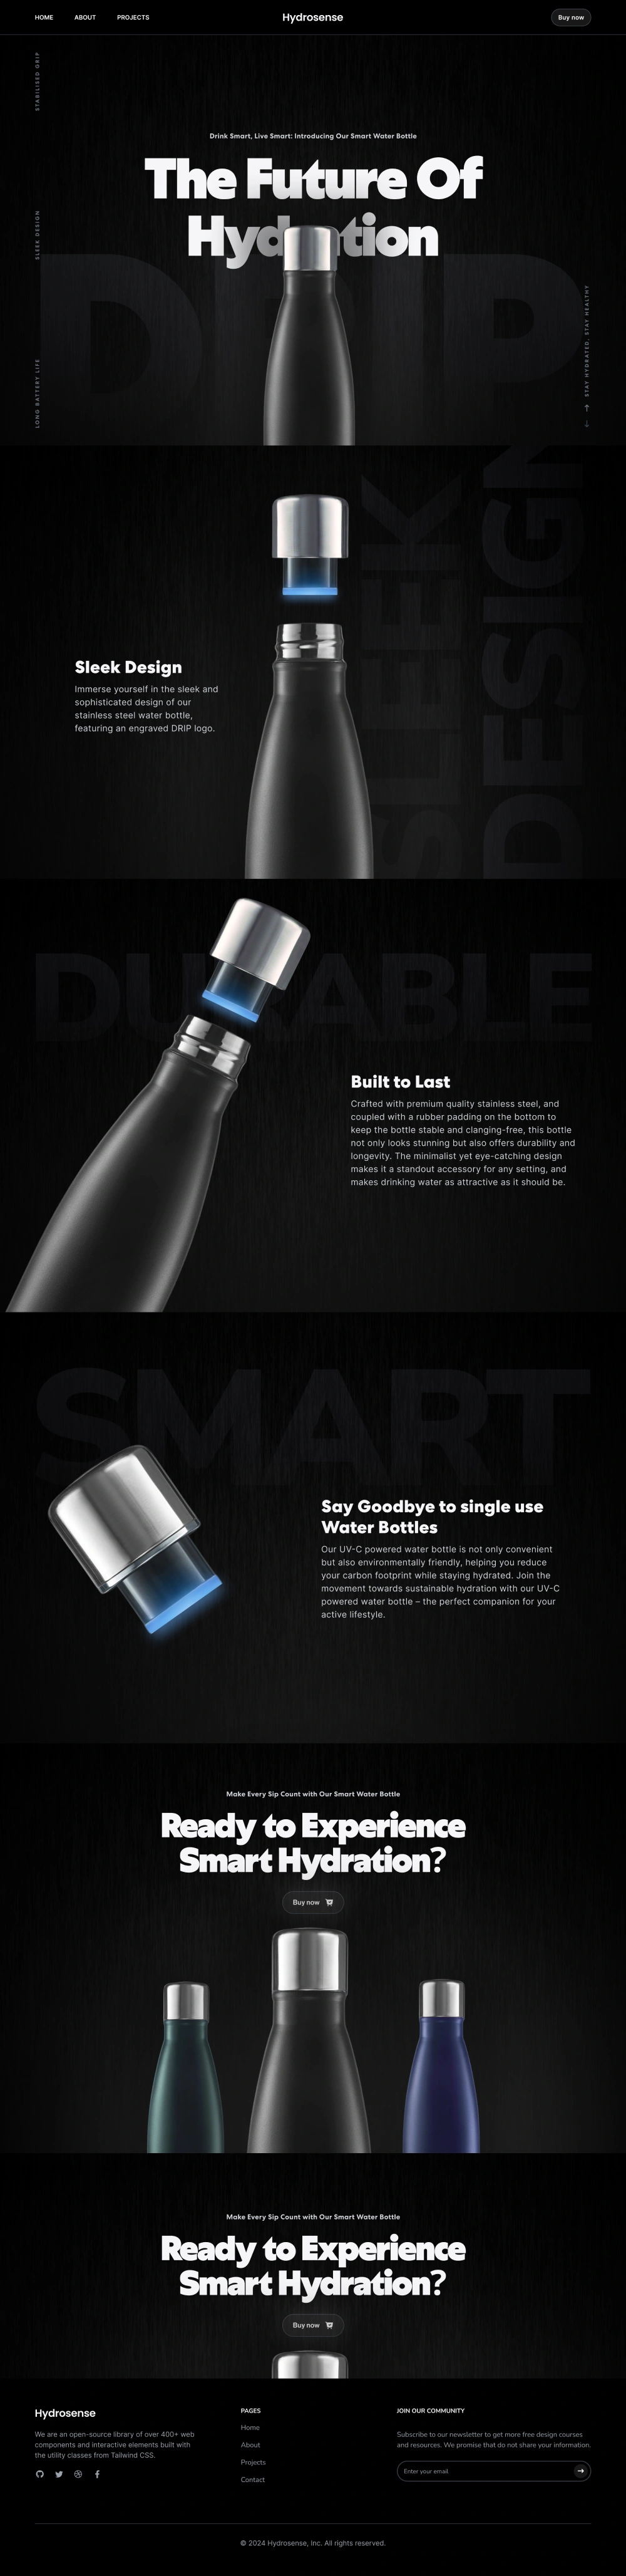 HOME
ABOUT
PROJECTS
Hydrosense
Buy now
STABILISED GRIP
SLEEK DESIGN
LONG BATTERY LIFE
Drink Smart, Live Smart: Introducing Our Smart Water Bottle
The Future Of
Hydration
DRIP
STAY HYDRATED, STAY HEALTHY
SLEEK
DESIGN
Sleek Design
Immerse yourself in the sleek and
sophisticated design of our
stainless steel water bottle,
featuring an engraved DRIP logo.
DURABLE
Built to Last
Crafted with premium quality stainless steel, and
coupled with a rubber padding on the bottom to
keep the bottle stable and clanging-free, this bottle
not only looks stunning but also offers durability and
longevity. The minimalist yet eye-catching design
makes it a standout accessory for any setting, and
makes drinking water as attractive as it should be.
SMART
Say Goodbye to single use
Water Bottles
Our UV-C powered water bottle is not only convenient
but also environmentally friendly, helping you reduce
your carbon footprint while staying hydrated. Join the
movement towards sustainable hydration with our UV-C
powered water bottle – the perfect companion for your
active lifestyle.
Make Every Sip Count with Our Smart Water Bottle
Ready to Experience
Smart Hydration?
Buy now
Make Every Sip Count with Our Smart Water Bottle
Ready to Experience
Smart Hydration?
Buy now
Hydrosense
We are an open-source library of over 400+ web
components and interactive elements built with
the utility classes from Tailwind CSS.
PAGES
Home
About
Projects
Contact
JOIN OUR COMMUNITY
Subscribe to our newsletter to get more free design courses
and resources. We promise that do not share your information.
Enter your email
© 2024 Hydrosense, Inc. All rights reserved.